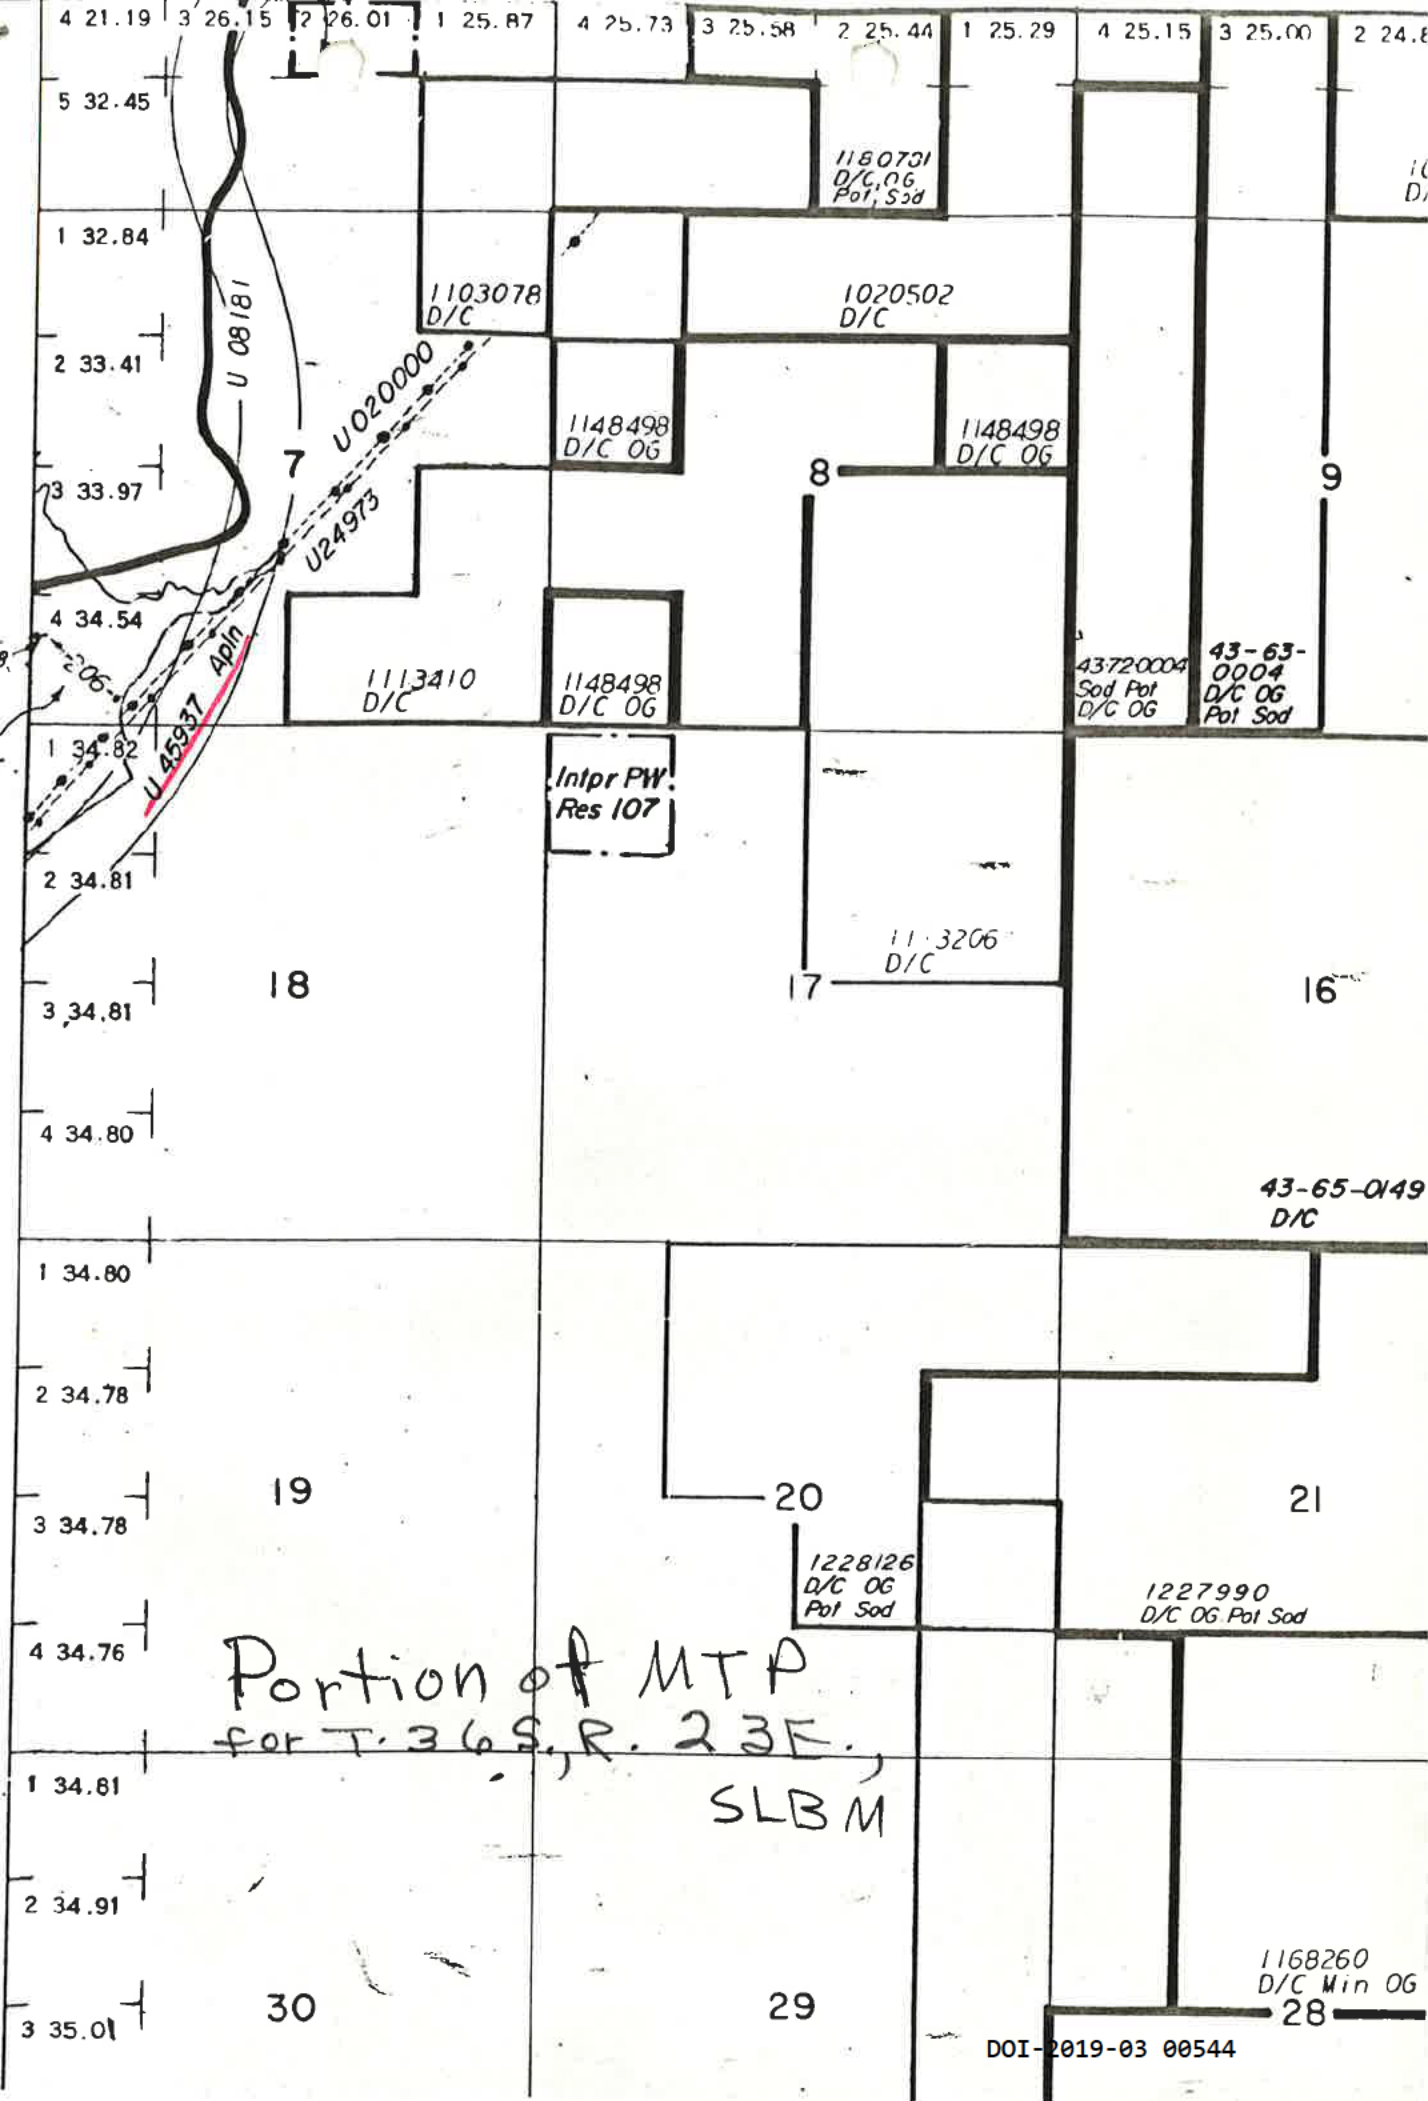 4 21.19
3 26.15
2 26.01
1 25.87
4 25.73
3 25.58
2 25.44
1 25.29
4 25.15
3 25.00
2 24.8
5 32.45
1180731
D/C, OG
Pot, Sod
D/
1 32.84
U 08181
1103078
D/C
1020502
D/C
2 33.41
U 020000
1148498
D/C OG
1148498
D/C OG
7
8
9
3 33.97
U24973
4 34.54
206
Apln
U 45937
1113410
D/C
1148498
D/C OG
43720004
Sod Pot
D/C OG
43-63-
0004
D/C OG
Pot Sod
1 34.82
Intpr PW
Res 107
2 34.81
11 3206
D/C
18
17
16
3 34.81
4 34.80
43-65-0149
D/C
1 34.80
2 34.78
19
20
21
3 34.78
1228126
D/C OG
Pot Sod
1227990
D/C OG Pot Sod
4 34.76
Portion of MTP
for T. 36 S., R. 23E.,
SLBM
1 34.81
2 34.91
1168260
D/C Min OG
30
29
28
3 35.01
DOI-2019-03 00544